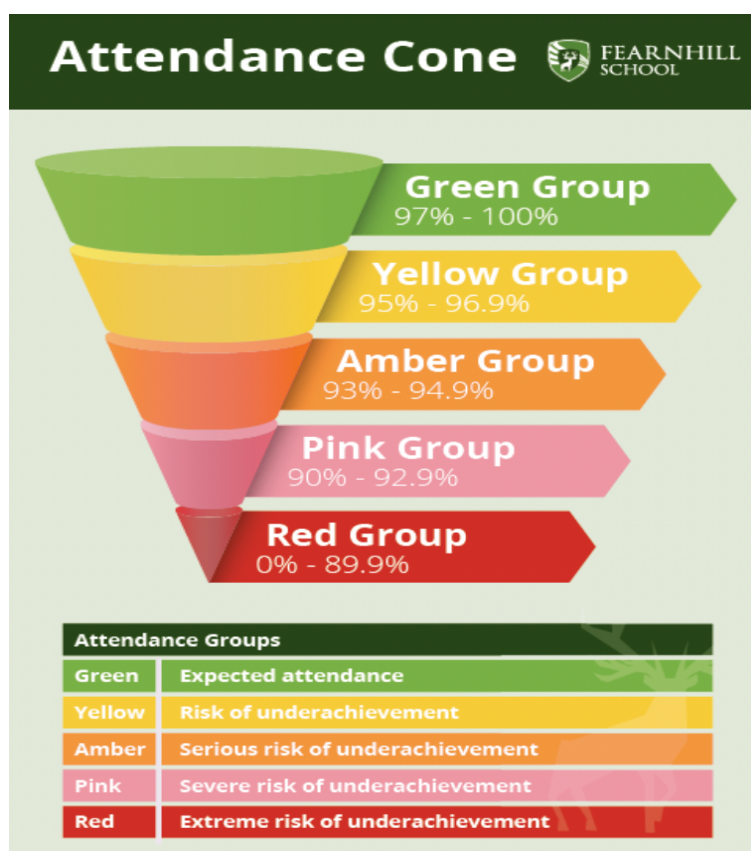 Attendance Cone
FEARNHILL
SCHOOL
Green Group
97% - 100%
Yellow Group
95% - 96.9%
Amber Group
93% - 94.9%
Pink Group
90% - 92.9%
Red Group
0% - 89.9%
Attendance Groups
Green Expected attendance
Yellow Risk of underachievement
Amber Serious risk of underachievement
Pink Severe risk of underachievement
Red Extreme risk of underachievement